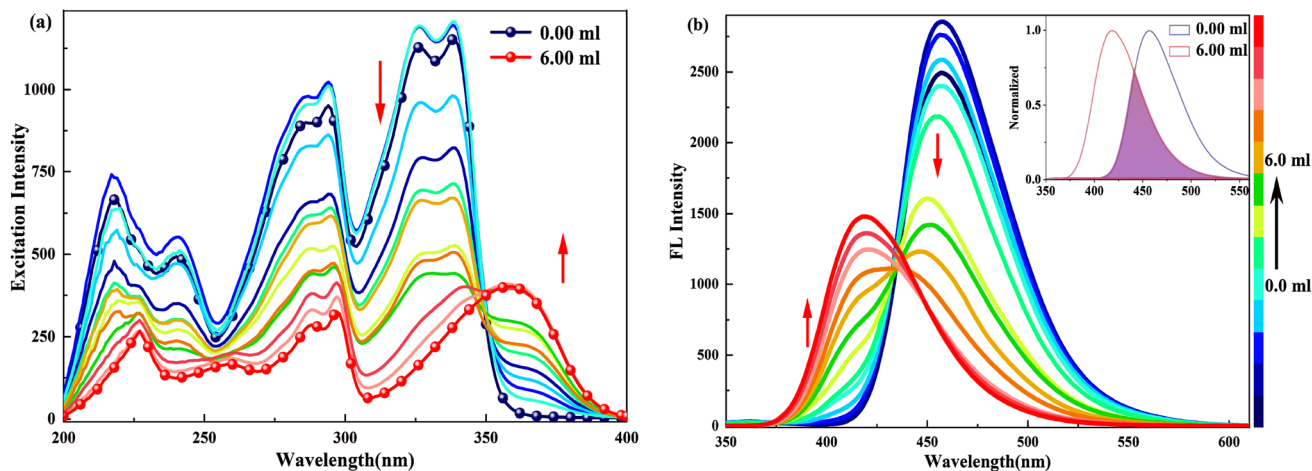 (a)
0.00 ml
6.00 ml
Excitation Intensity
1000
750
500
250
0
200
250
300
350
400
Wavelength(nm)
(b)
0.00 ml
6.00 ml
Normalized
1.0
0.5
0.0
350
400
450
500
550
FL Intensity
2500
2000
1500
1000
500
0
350
400
450
500
550
600
Wavelength(nm)
6.0 ml
0.0 ml